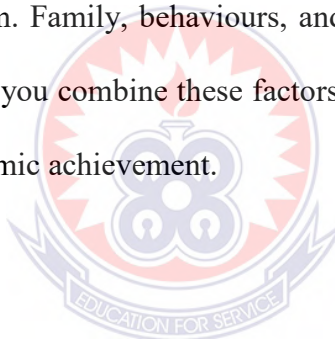 n. Family, behaviours, and
you combine these factors
mic achievement.
EDUCATION FOR SERVICE